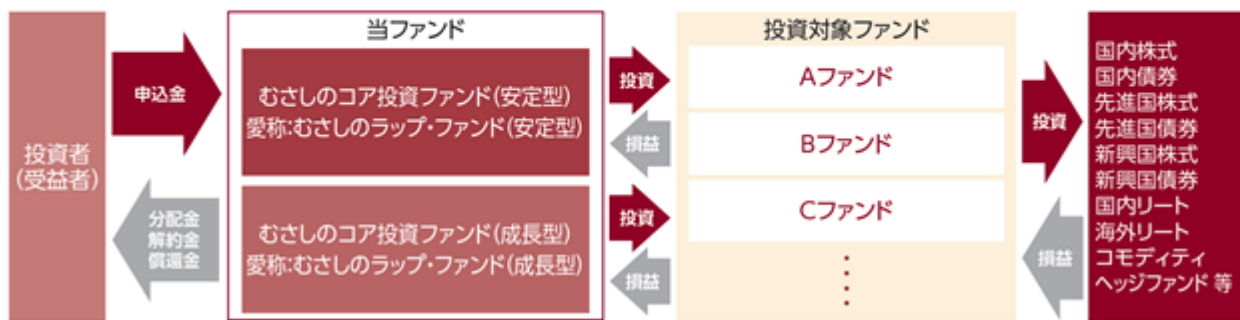 投資者
(受益者)
申込金
分配金
解約金
償還金
当ファンド
むさしのコア投資ファンド(安定型)
愛称:むさしのラップ・ファンド(安定型)
むさしのコア投資ファンド(成長型)
愛称:むさしのラップ・ファンド(成長型)
投資
損益
投資
損益
投資対象ファンド
Aファンド
Bファンド
Cファンド
投資
損益
国内株式
国内債券
先進国株式
先進国債券
新興国株式
新興国債券
国内リート
海外リート
コモディティ
ヘッジファンド 等